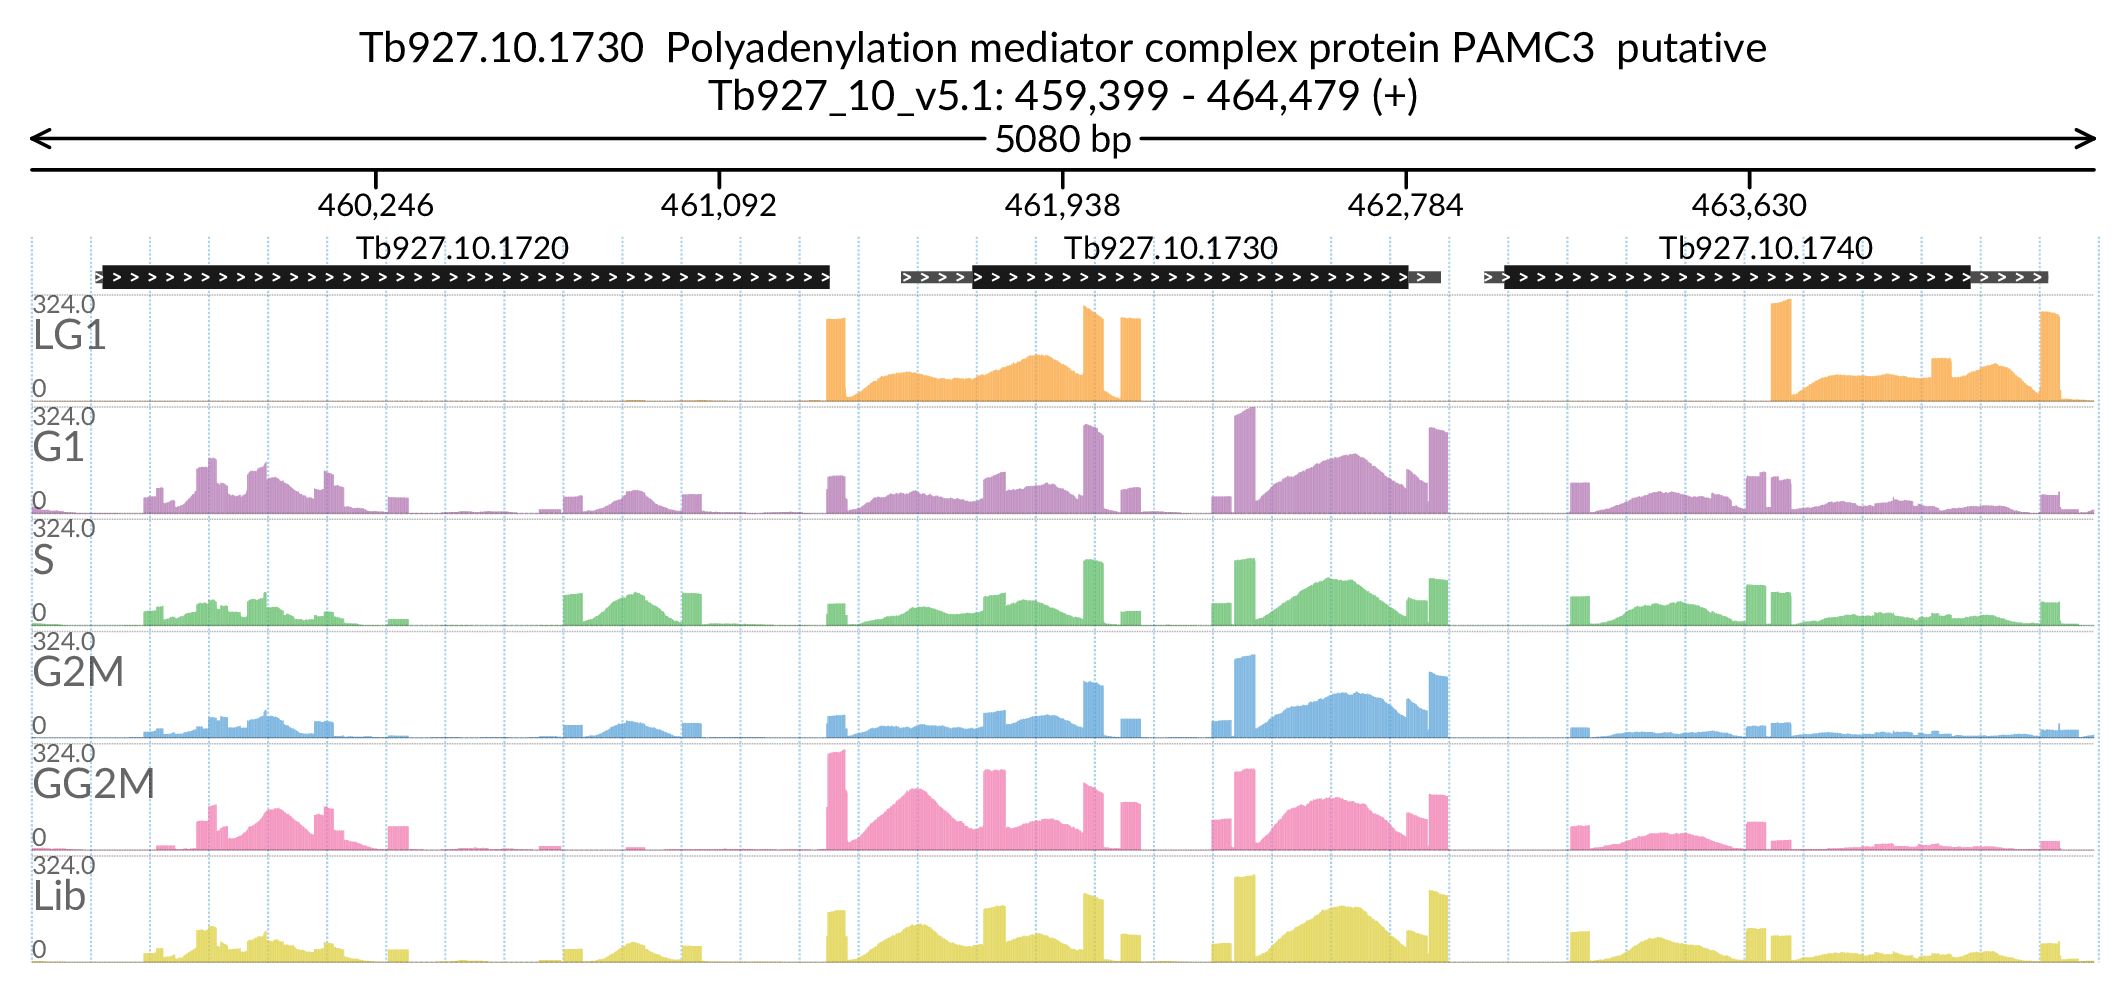 Tb927.10.1730  Polyadenylation mediator complex protein PAMC3  putative
Tb927_10_v5.1: 459,399 - 464,479 (+)
5080 bp
460,246 461,092 461,938 462,784 463,630
Tb927.10.1720 Tb927.10.1730 Tb927.10.1740
324.0
LG1
0
324.0
G1
0
324.0
S
0
324.0
G2M
0
324.0
GG2M
0
324.0
Lib
0